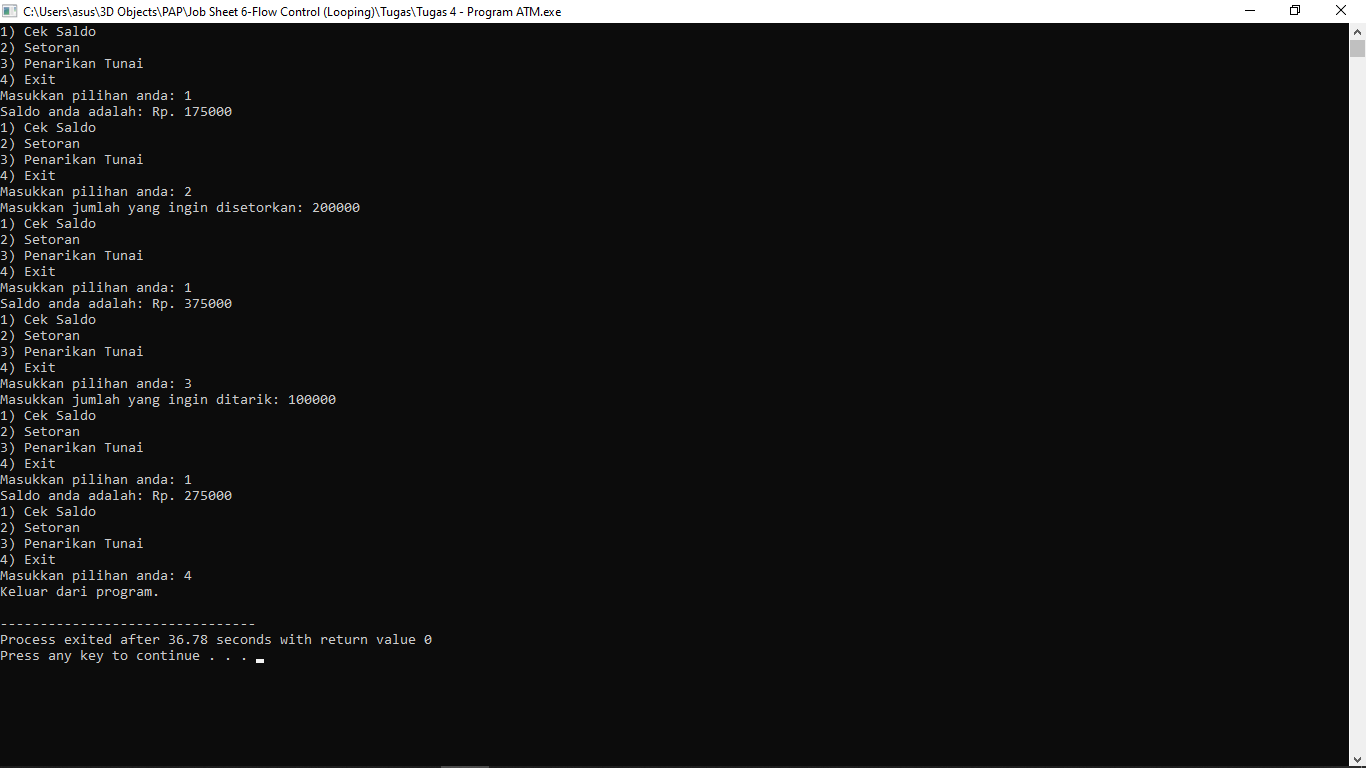 C:\Users\asus\3D Objects\PAP\Job Sheet 6-Flow Control (Looping)\Tugas\Tugas 4 - Program ATM.exe
1) Cek Saldo
2) Setoran
3) Penarikan Tunai
4) Exit
Masukkan pilihan anda: 1
Saldo anda adalah: Rp. 175000
1) Cek Saldo
2) Setoran
3) Penarikan Tunai
4) Exit
Masukkan pilihan anda: 2
Masukkan jumlah yang ingin disetorkan: 200000
1) Cek Saldo
2) Setoran
3) Penarikan Tunai
4) Exit
Masukkan pilihan anda: 1
Saldo anda adalah: Rp. 375000
1) Cek Saldo
2) Setoran
3) Penarikan Tunai
4) Exit
Masukkan pilihan anda: 3
Masukkan jumlah yang ingin ditarik: 100000
1) Cek Saldo
2) Setoran
3) Penarikan Tunai
4) Exit
Masukkan pilihan anda: 1
Saldo anda adalah: Rp. 275000
1) Cek Saldo
2) Setoran
3) Penarikan Tunai
4) Exit
Masukkan pilihan anda: 4
Keluar dari program.
--------------------------------
Process exited after 36.78 seconds with return value 0
Press any key to continue . . .